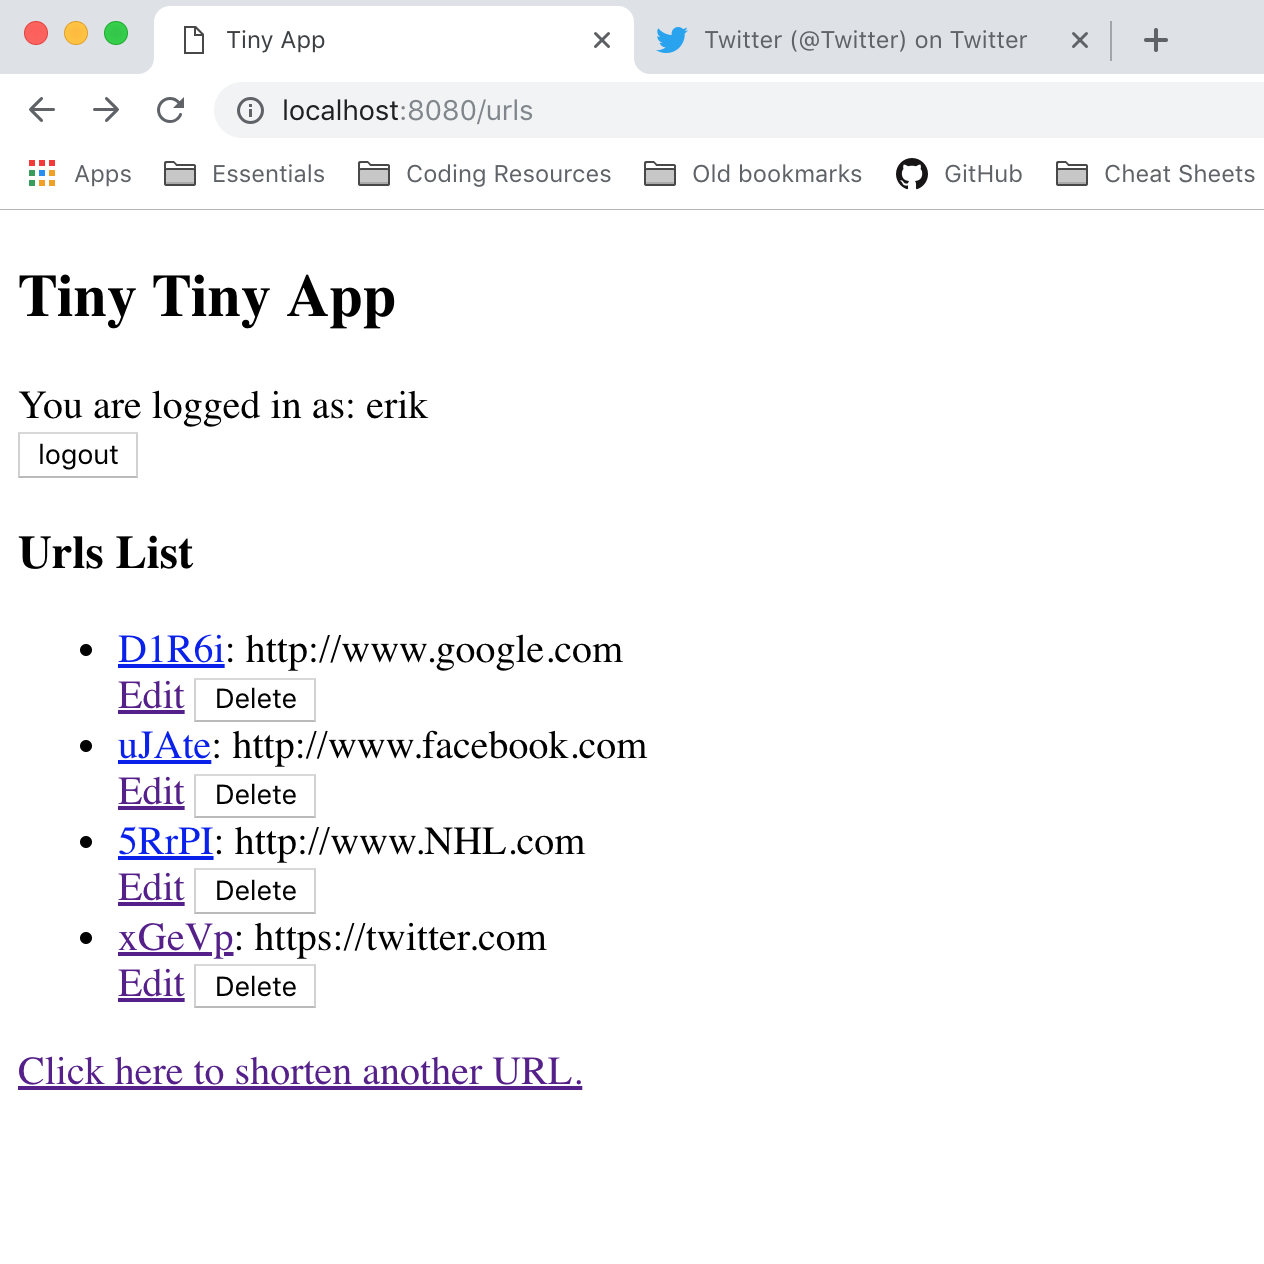 Tiny App
Twitter (@Twitter) on Twitter
localhost:8080/urls
Apps Essentials Coding Resources Old bookmarks GitHub Cheat Sheets
Tiny Tiny App
You are logged in as: erik
logout
Urls List
D1R6i: http://www.google.com
Edit Delete
uJAte: http://www.facebook.com
Edit Delete
5RrPI: http://www.NHL.com
Edit Delete
xGeVp: https://twitter.com
Edit Delete
Click here to shorten another URL.